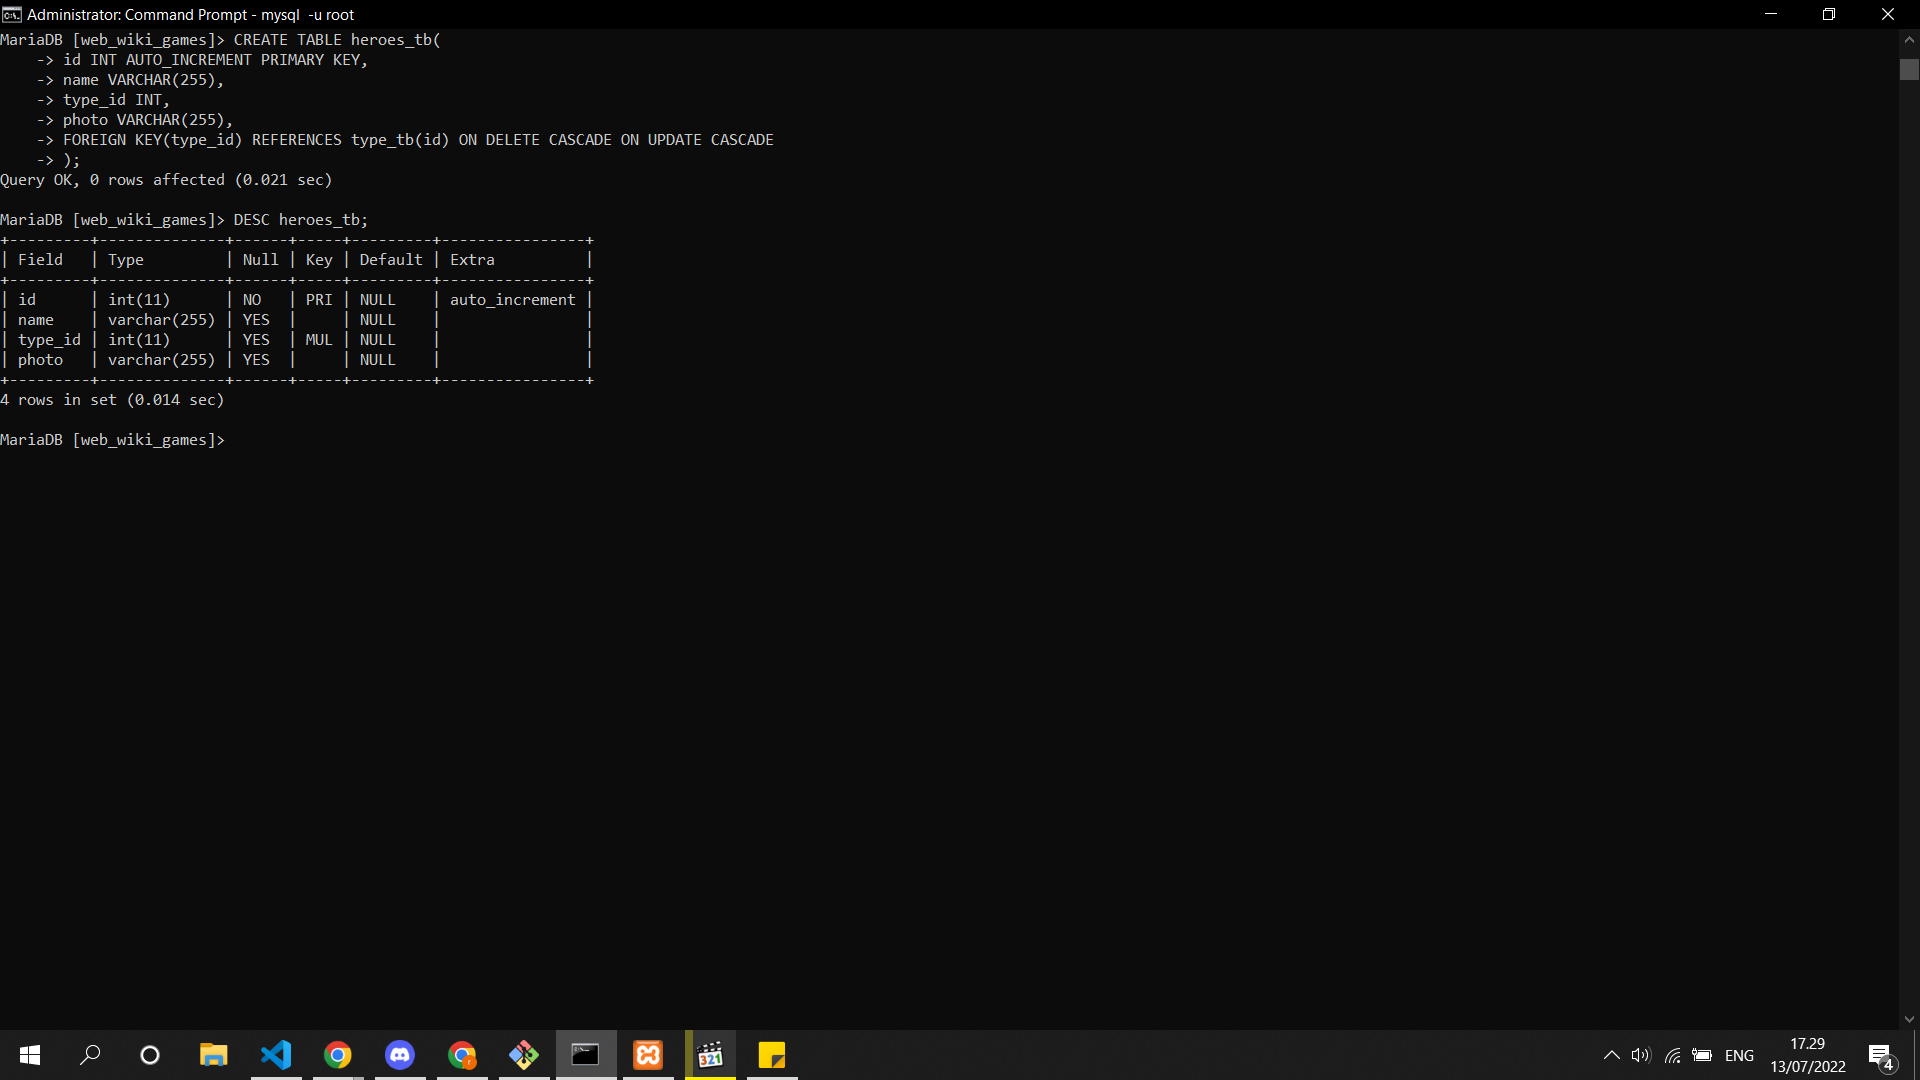 Administrator: Command Prompt - mysql  -u root
MariaDB [web_wiki_games]> CREATE TABLE heroes_tb(
    -> id INT AUTO_INCREMENT PRIMARY KEY,
    -> name VARCHAR(255),
    -> type_id INT,
    -> photo VARCHAR(255),
    -> FOREIGN KEY(type_id) REFERENCES type_tb(id) ON DELETE CASCADE ON UPDATE CASCADE
    -> );
Query OK, 0 rows affected (0.021 sec)

MariaDB [web_wiki_games]> DESC heroes_tb;
+---------+--------------+------+-----+---------+----------------+
| Field   | Type         | Null | Key | Default | Extra          |
+---------+--------------+------+-----+---------+----------------+
| id      | int(11)      | NO   | PRI | NULL    | auto_increment |
| name    | varchar(255) | YES  |     | NULL    |                |
| type_id | int(11)      | YES  | MUL | NULL    |                |
| photo   | varchar(255) | YES  |     | NULL    |                |
+---------+--------------+------+-----+---------+----------------+
4 rows in set (0.014 sec)

MariaDB [web_wiki_games]>
321
ENG
17.29
13/07/2022
4